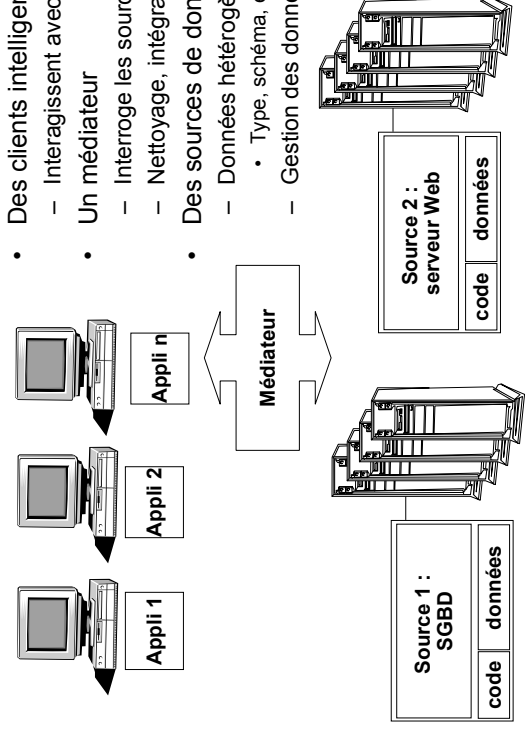 • Des clients intelligen
– Interagissent avec
• Un médiateur
– Interroge les sourc
– Nettoyage, intégra
• Des sources de don
– Données hétérogè
• Type, schéma,
– Gestion des donné
Appli 1
Appli 2
Appli n
Médiateur
Source 1 :
SGBD
code
données
Source 2 :
serveur Web
code
données